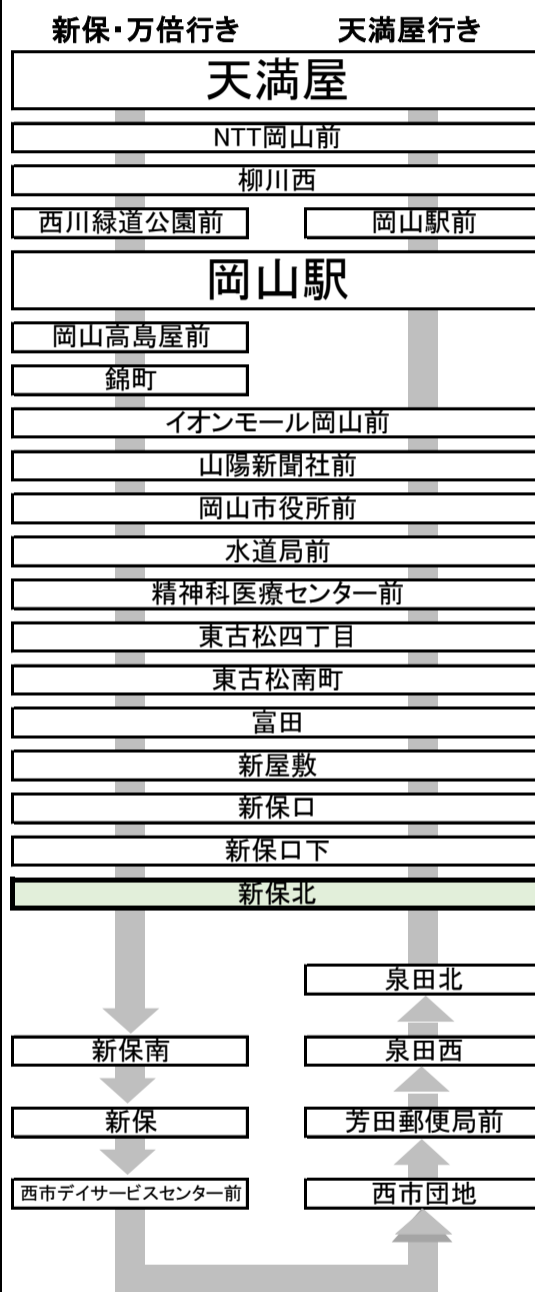 新保・万倍行き 天満屋行き
天満屋
NTT岡山前
柳川西
西川緑道公園前 岡山駅前
岡山駅
岡山高島屋前
錦町
イオンモール岡山前
山陽新聞社前
岡山市役所前
水道局前
精神科医療センター前
東古松四丁目
東古松南町
富田
新屋敷
新保口
新保口下
新保北
泉田北
新保南 泉田西
新保 芳田郵便局前
西市デイサービスセンター前 西市団地